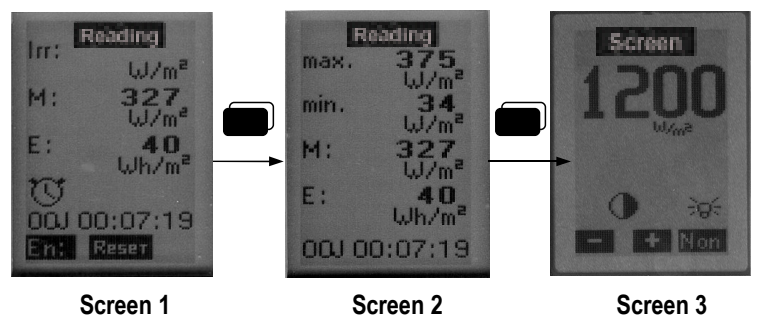 Reading
Irr:
W/m²
M: 327
W/m²
E: 40
Wh/m²
00J 00:07:19
En: Reset
Screen 1
Reading
max. 375
W/m²
min. 34
W/m²
M: 327
W/m²
E: 40
Wh/m²
00J 00:07:19
Screen 2
Screen
1200
W/m²
- + Non
Screen 3